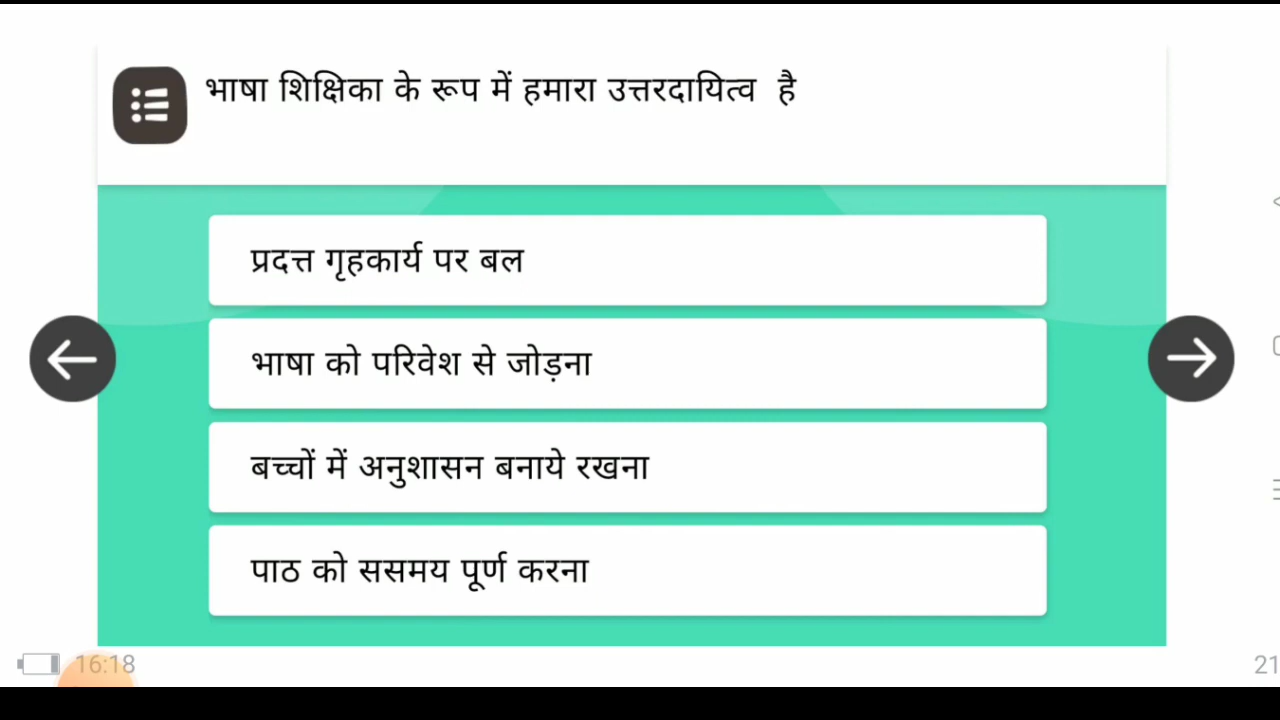 भाषा शिक्षिका के रूप में हमारा उत्तरदायित्व है
प्रदत्त गृहकार्य पर बल
भाषा को परिवेश से जोड़ना
बच्चों में अनुशासन बनाये रखना
पाठ को ससमय पूर्ण करना
16:18
21